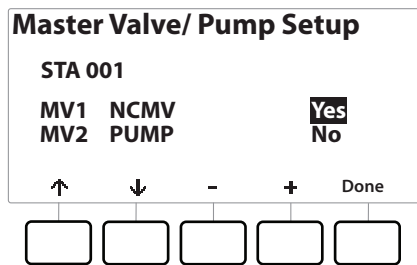 Master Valve/ Pump Setup
STA 001
MV1 NCMV Yes
MV2 PUMP No
↑ ↓ - + Done